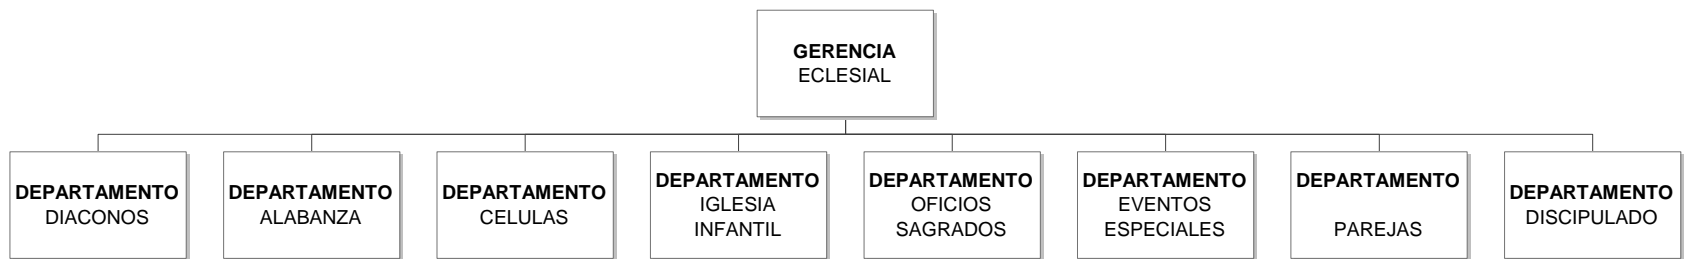 GERENCIA
ECLESIAL
DEPARTAMENTO
DIACONOS
DEPARTAMENTO
ALABANZA
DEPARTAMENTO
CELULAS
DEPARTAMENTO
IGLESIA
INFANTIL
DEPARTAMENTO
OFICIOS
SAGRADOS
DEPARTAMENTO
EVENTOS
ESPECIALES
DEPARTAMENTO
PAREJAS
DEPARTAMENTO
DISCIPULADO